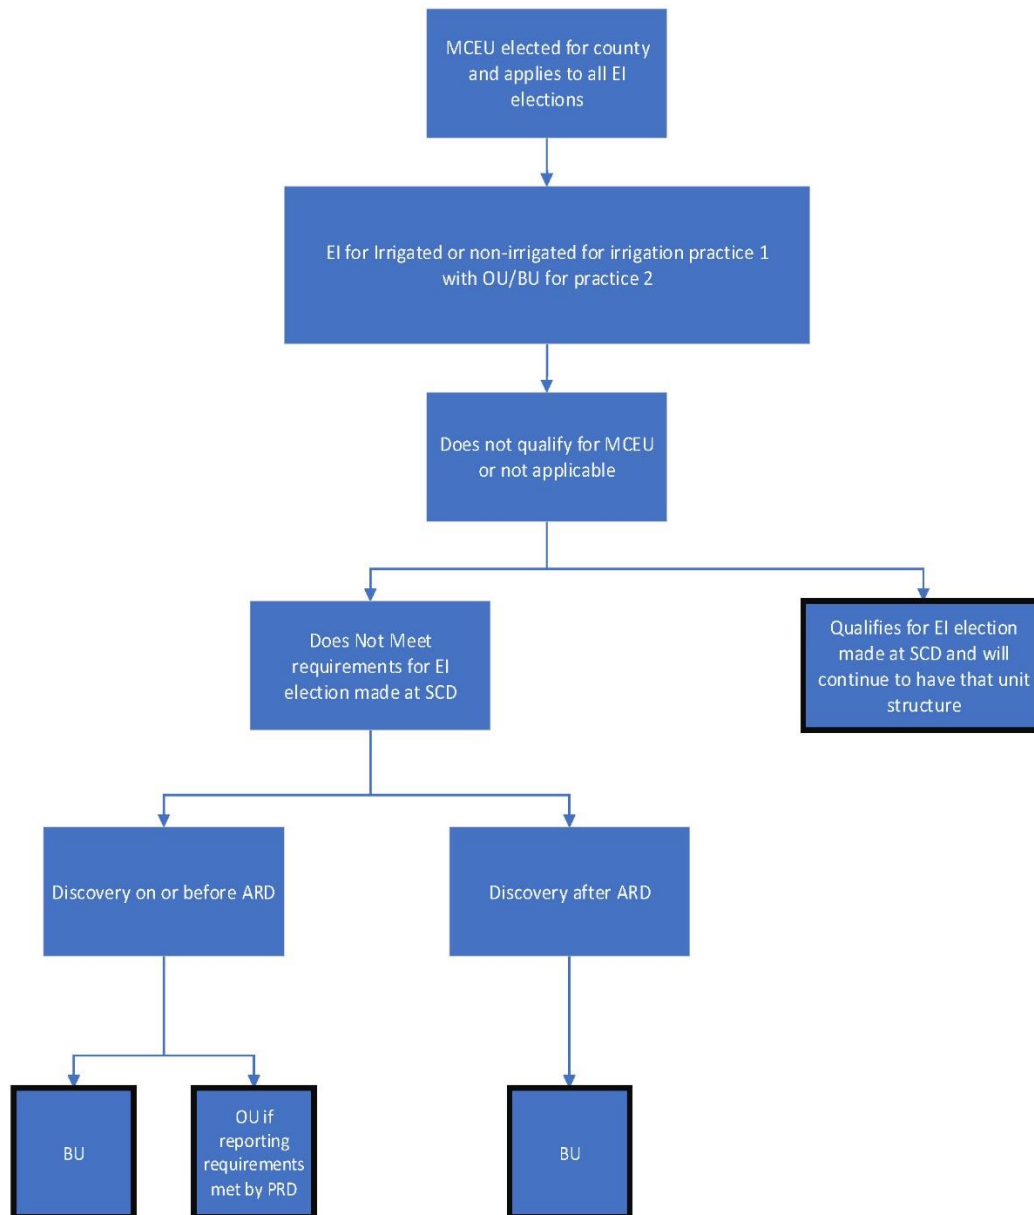 MCEU elected for county
and applies to all EI
elections
EI for Irrigated or non-irrigated for irrigation practice 1
with OU/BU for practice 2
Does not qualify for MCEU
or not applicable
Does Not Meet
requirements for EI
election made at SCD
Qualifies for EI election
made at SCD and will
continue to have that unit
structure
Discovery on or before ARD
Discovery after ARD
BU
OU if
reporting
requirements
met by PRD
BU